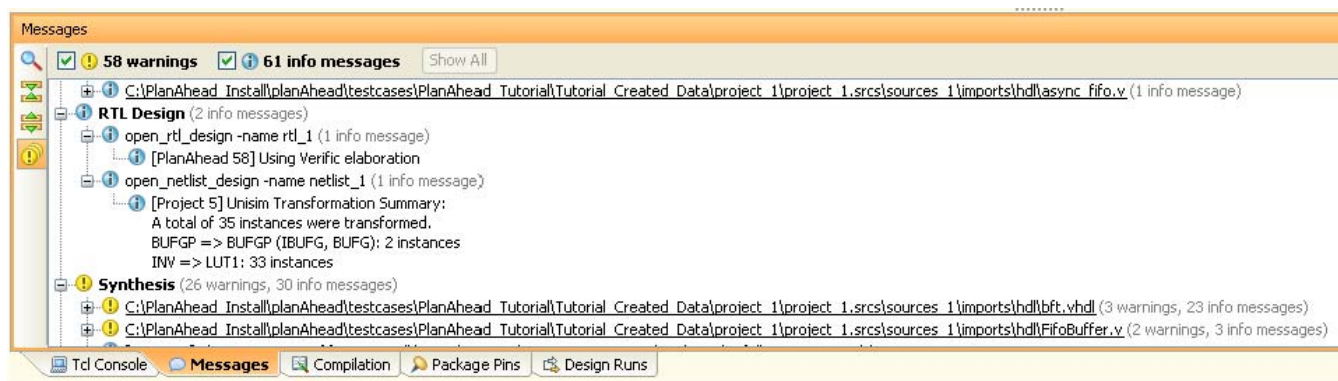 Messages
58 warnings 61 info messages Show All
C:\PlanAhead_Install\planAhead\testcases\PlanAhead_Tutorial\Tutorial_Created_Data\project_1\project_1.srcs\sources_1\imports\hdl\async_fifo.v (1 info message)
RTL Design (2 info messages)
open_rtl_design -name rtl_1 (1 info message)
[PlanAhead 58] Using Verific elaboration
open_netlist_design -name netlist_1 (1 info message)
[Project 5] Unisim Transformation Summary:
A total of 35 instances were transformed.
BUFGP => BUFGP (IBUFG, BUFG): 2 instances
INV => LUT1: 33 instances
Synthesis (26 warnings, 30 info messages)
C:\PlanAhead_Install\planAhead\testcases\PlanAhead_Tutorial\Tutorial_Created_Data\project_1\project_1.srcs\sources_1\imports\hdl\bft.vhdl (3 warnings, 23 info messages)
C:\PlanAhead_Install\planAhead\testcases\PlanAhead_Tutorial\Tutorial_Created_Data\project_1\project_1.srcs\sources_1\imports\hdl\FifoBuffer.v (2 warnings, 3 info messages)
Tcl Console Messages Compilation Package Pins Design Runs